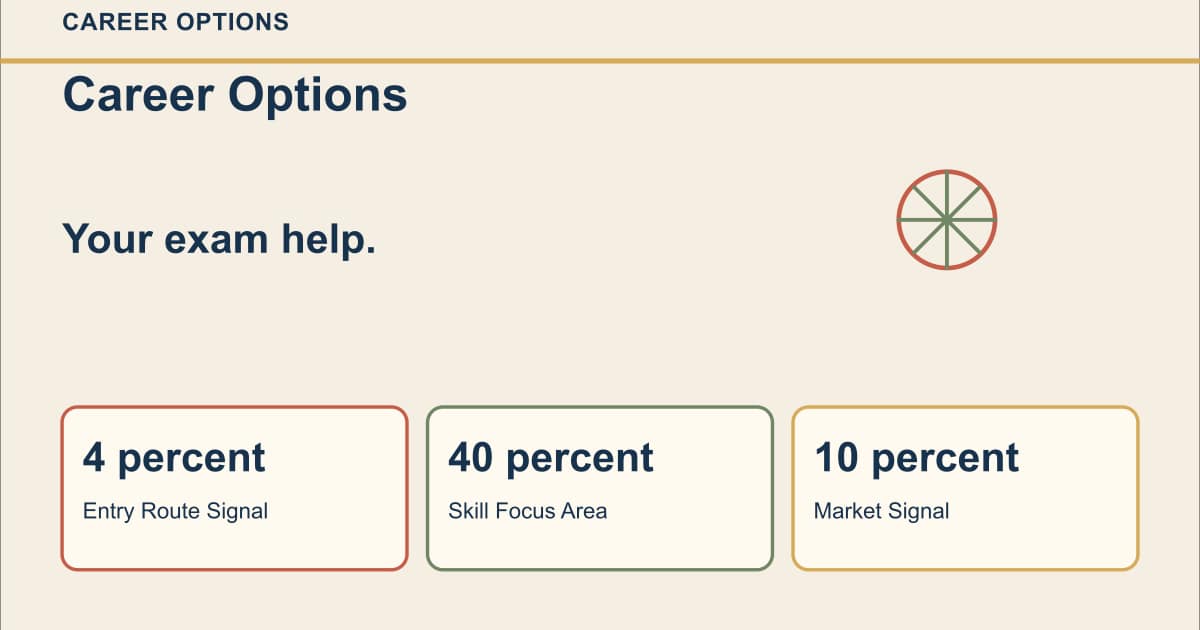 CAREER OPTIONS
Career Options
Your exam help.
4 percent
Entry Route Signal
40 percent
Skill Focus Area
10 percent
Market Signal